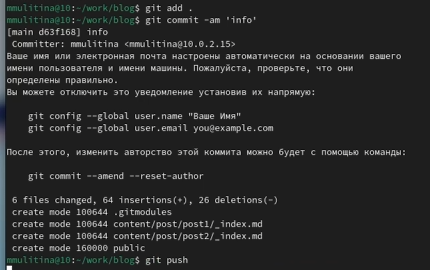 mmulitina@10:~/work/blog$ git add .
mmulitina@10:~/work/blog$ git commit -am 'info'
[main d63f168] info
Committer: mmulitina <mmulitina@10.0.2.15>
Ваше имя или электронная почта настроены автоматически на основании вашего
имени пользователя и имени машины. Пожалуйста, проверьте, что они
определены правильно.
Вы можете отключить это уведомление установив их напрямую:
git config --global user.name "Ваше Имя"
git config --global user.email you@example.com
После этого, изменить авторство этой коммита можно будет с помощью команды:
git commit --amend --reset-author
6 files changed, 64 insertions(+), 26 deletions(-)
create mode 100644 .gitmodules
create mode 100644 content/post/post1/_index.md
create mode 100644 content/post/post2/_index.md
create mode 160000 public
mmulitina@10:~/work/blog$ git push